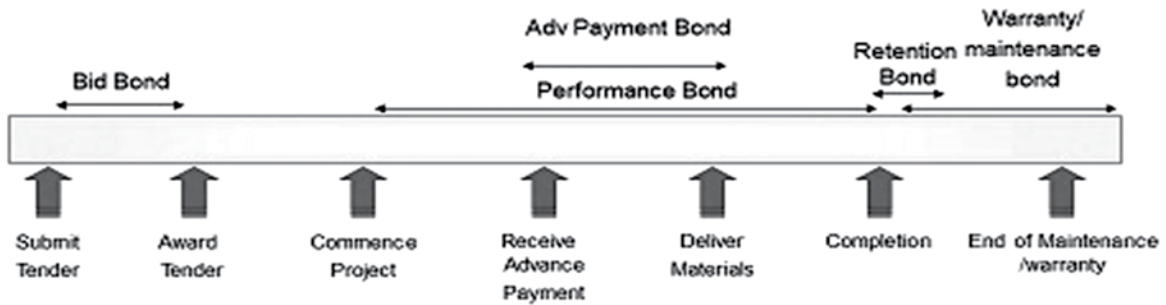 Adv Payment Bond
Warranty/
maintenance
bond
Retention
Bond
Bid Bond
Performance Bond
Submit
Tender
Award
Tender
Commence
Project
Receive
Advance
Payment
Deliver
Materials
Completion
End of Maintenance
/warranty